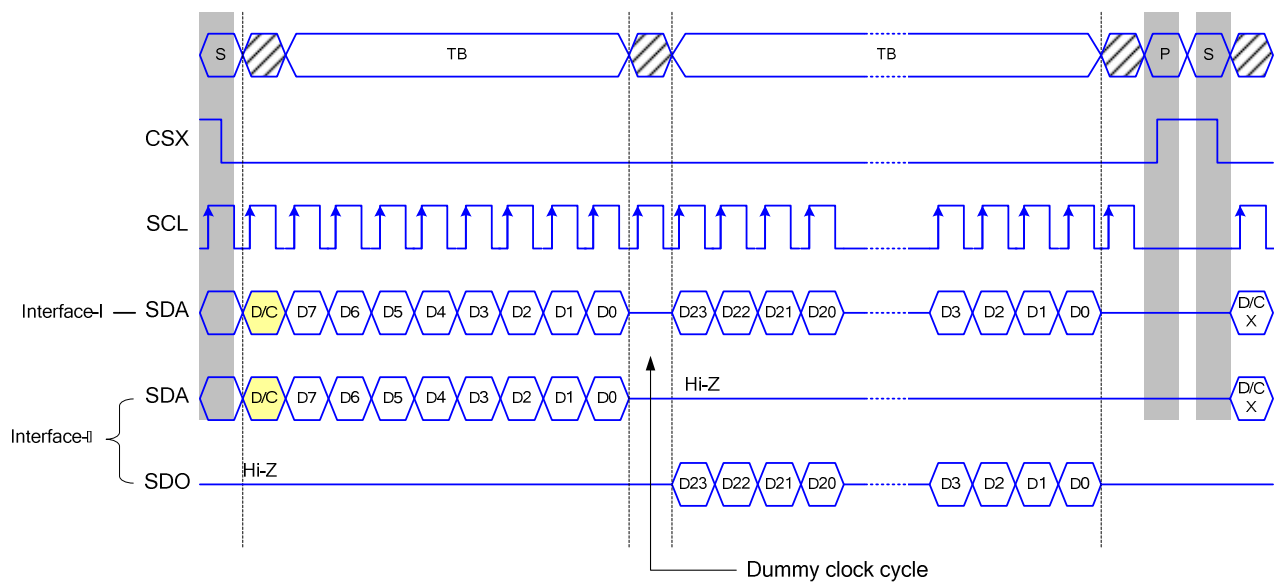 S TB TB P S
CSX
SCL
Interface-I SDA D/C D7 D6 D5 D4 D3 D2 D1 D0 D23 D22 D21 D20 D3 D2 D1 D0 D/C X
SDA D/C D7 D6 D5 D4 D3 D2 D1 D0 Hi-Z D/C X
Interface-
SDO Hi-Z D23 D22 D21 D20 D3 D2 D1 D0
Dummy clock cycle